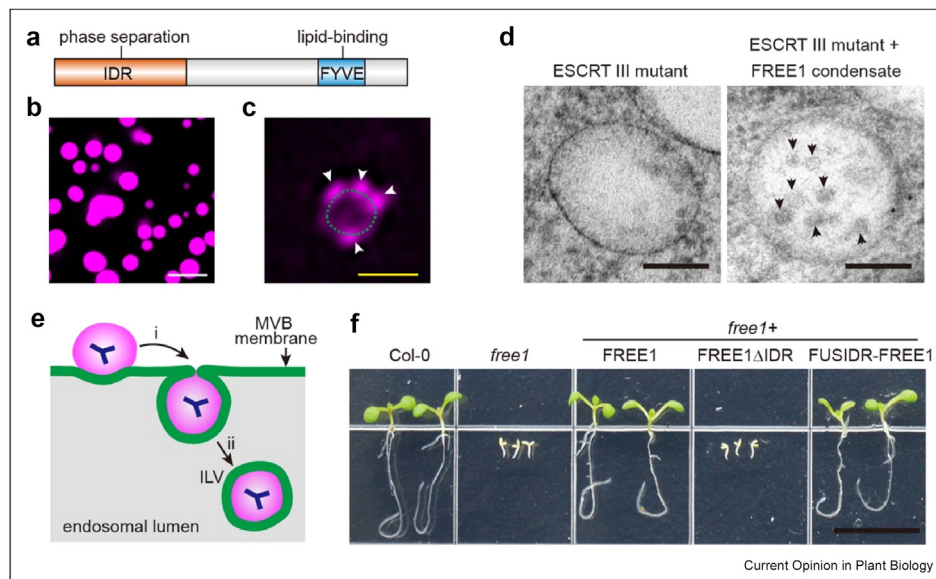 a
phase separation
lipid-binding
IDR
FYVE
b
c
d
ESCRT III mutant
ESCRT III mutant +
FREE1 condensate
e
i
MVB
membrane
ii
ILV
endosomal lumen
f
free1+
Col-0
free1
FREE1
FREE1ΔIDR
FUSIDR-FREE1
Current Opinion in Plant Biology